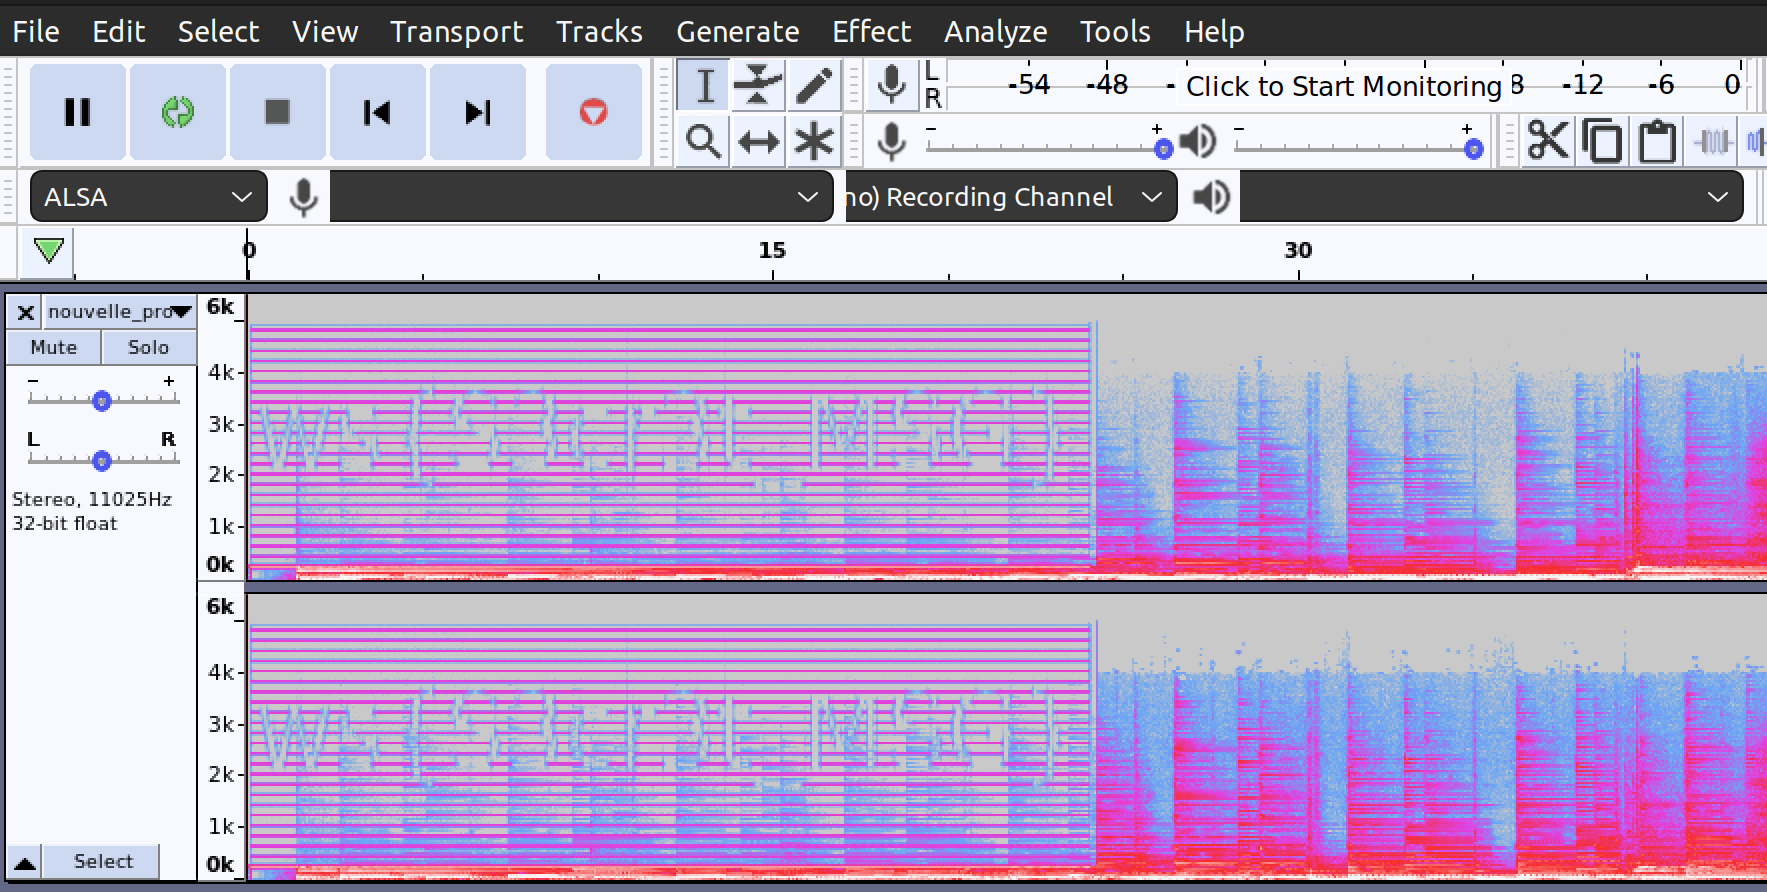 File Edit Select View Transport Tracks Generate Effect Analyze Tools Help
L
R
-54 -48 - Click to Start Monitoring 8 -12 -6 0
- + - +
ALSA no) Recording Channel
0 15 30
nouvelle_pro
Mute Solo
- +
L R
Stereo, 11025Hz
32-bit float
6k
4k
3k
2k
1k
0k
6k
4k
3k
2k
1k
0k
Select